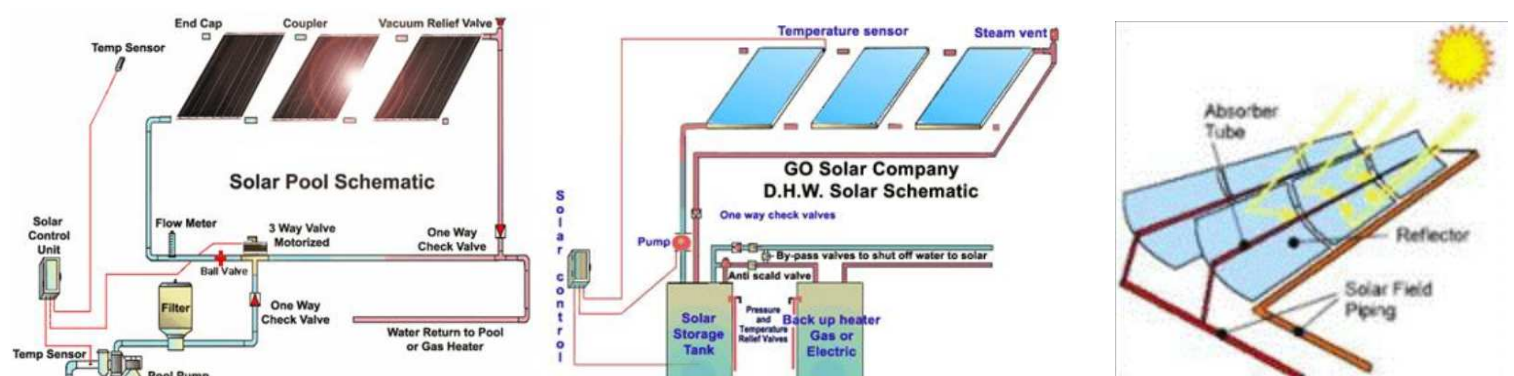 End Cap
Coupler
Vacuum Relief Valve
Temp Sensor
Solar Pool Schematic
Solar
Control
Unit
Flow Meter
3 Way Valve
Motorized
One Way
Check Valve
Ball Valve
Filter
One Way
Check Valve
Water Return to Pool
or Gas Heater
Temp Sensor
Pool Pump
Temperature sensor
Steam vent
GO Solar Company
D.H.W. Solar Schematic
Solar control
One way check valves
Pump
By-pass valves to shut off water to solar
Anti scald valve
Solar
Storage
Tank
Pressure
and
Temperature
Relief Valves
Back up heater
Gas or
Electric
Absorber
Tube
Reflector
Solar Field
Piping